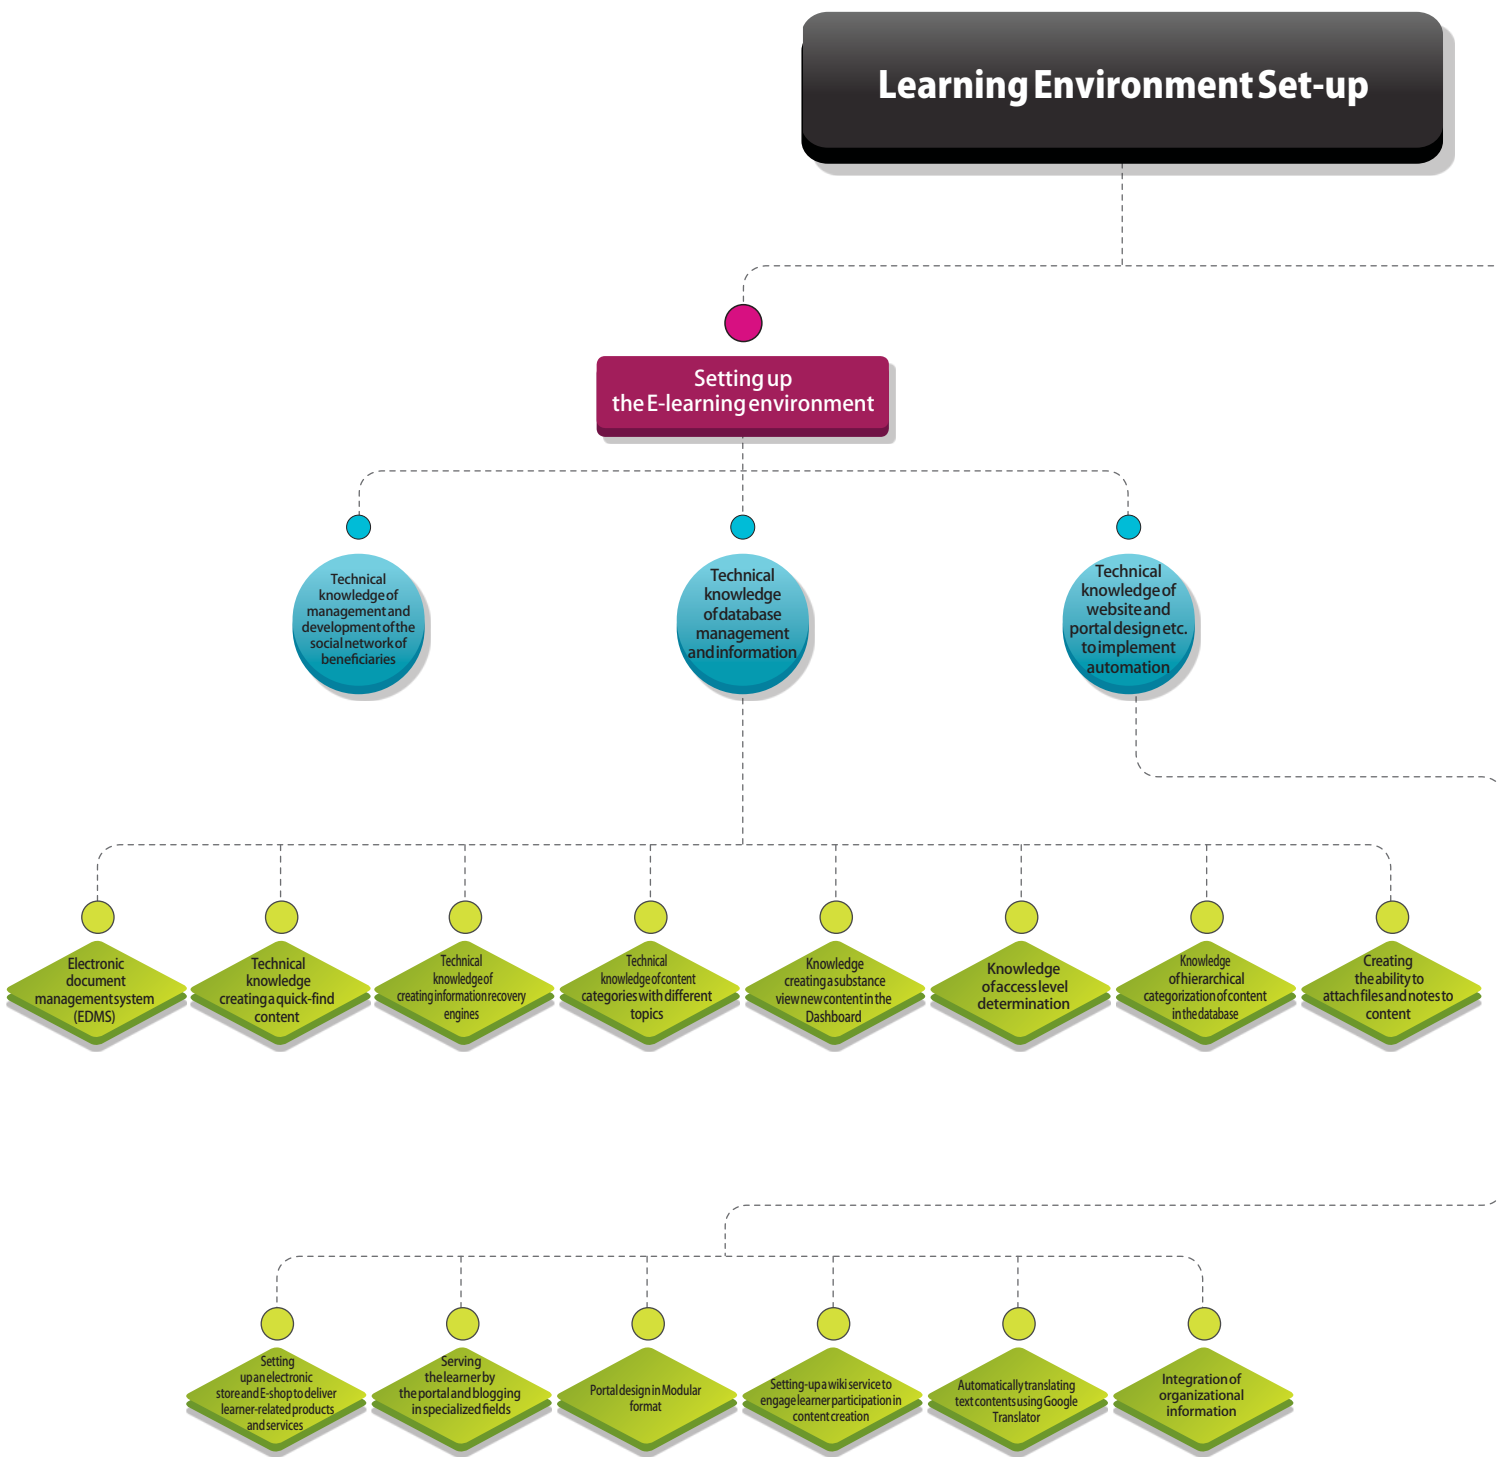 Learning Environment Set-up
Setting up
the E-learning environment
Technical
knowledge of
management and
development of the
social network of
beneficiaries
Technical
knowledge
of database
management
and information
Technical
knowledge of
website and
portal design etc.
to implement
automation
Electronic
document
management system
(EDMS)
Technical
knowledge
creating a quick-find
content
Technical
knowledge of
creating information recovery
engines
Technical
knowledge of content
categories with different
topics
Knowledge
creating a substance
view new content in the
Dashboard
Knowledge
of access level
determination
Knowledge
of hierarchical
categorization of content
in the database
Creating
the ability to
attach files and notes to
content
Setting
up an electronic
store and E-shop to deliver
learner-related products
and services
Serving
the learner by
the portal and blogging
in specialized fields
Portal design in Modular
format
Setting-up a wiki service to
engage learner participation in
content creation
Automatically translating
text contents using Google
Translator
Integration of
organizational
information